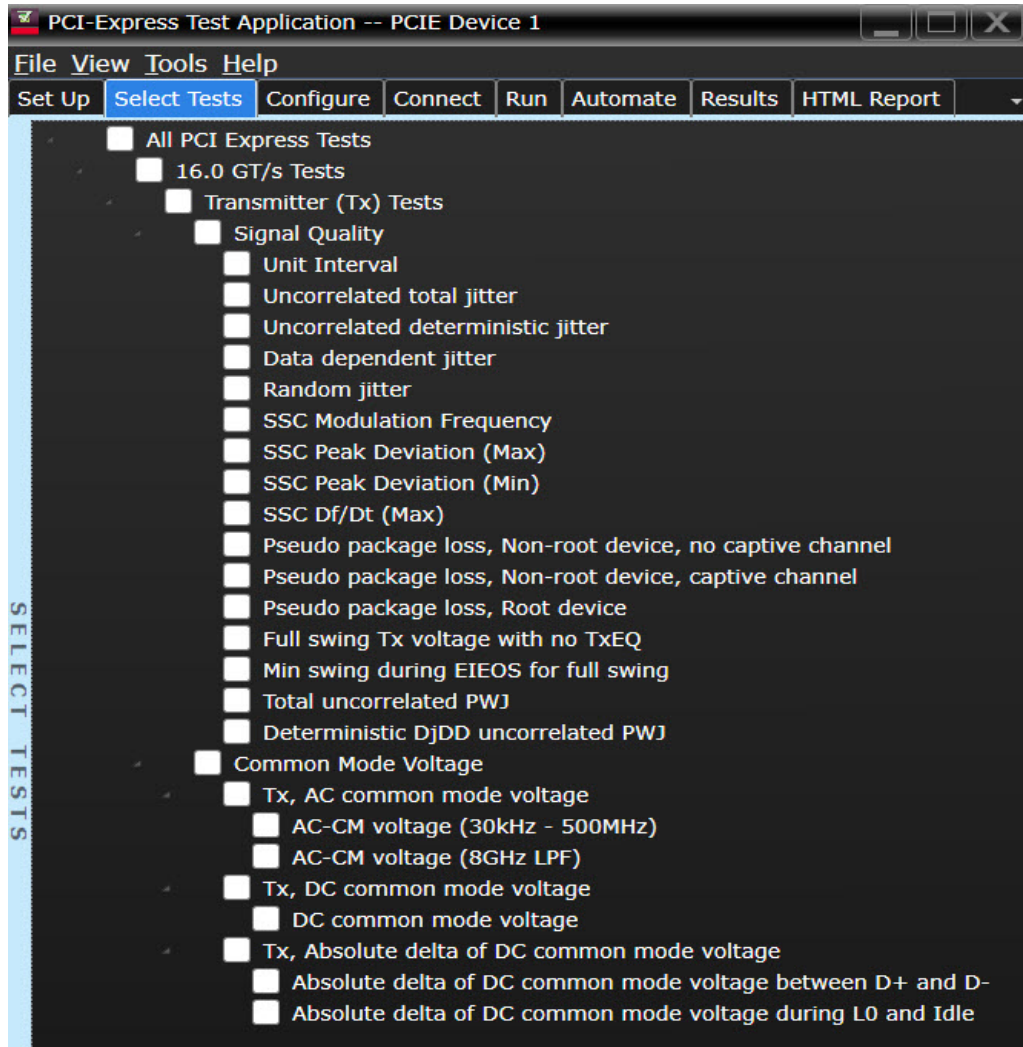 PCI-Express Test Application -- PCIE Device 1
File View Tools Help
Set Up Select Tests Configure Connect Run Automate Results HTML Report
All PCI Express Tests
16.0 GT/s Tests
Transmitter (Tx) Tests
Signal Quality
Unit Interval
Uncorrelated total jitter
Uncorrelated deterministic jitter
Data dependent jitter
Random jitter
SSC Modulation Frequency
SSC Peak Deviation (Max)
SSC Peak Deviation (Min)
SSC Df/Dt (Max)
Pseudo package loss, Non-root device, no captive channel
Pseudo package loss, Non-root device, captive channel
Pseudo package loss, Root device
Full swing Tx voltage with no TxEQ
Min swing during EIEOS for full swing
Total uncorrelated PWJ
Deterministic DjDD uncorrelated PWJ
Common Mode Voltage
Tx, AC common mode voltage
AC-CM voltage (30kHz - 500MHz)
AC-CM voltage (8GHz LPF)
Tx, DC common mode voltage
DC common mode voltage
Tx, Absolute delta of DC common mode voltage
Absolute delta of DC common mode voltage between D+ and D-
Absolute delta of DC common mode voltage during L0 and Idle
SELECT TESTS